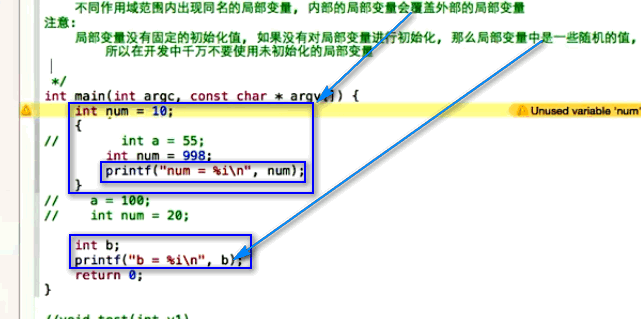 不同作用域范围内出现同名的局部变量, 内部的局部变量会覆盖外部的局部变量
注意:
局部变量没有固定的初始化值, 如果没有对局部变量进行初始化, 那么局部变量中是一些随机的值,
所以在开发中千万不要使用未初始化的局部变量
*/
int main(int argc, const char * argv[]) {
int num = 10;
Unused variable 'num'
{
// int a = 55;
int num = 998;
printf("num = %i\n", num);
}
// a = 100;
// int num = 20;
int b;
printf("b = %i\n", b);
return 0;
}
//void test(int v1)